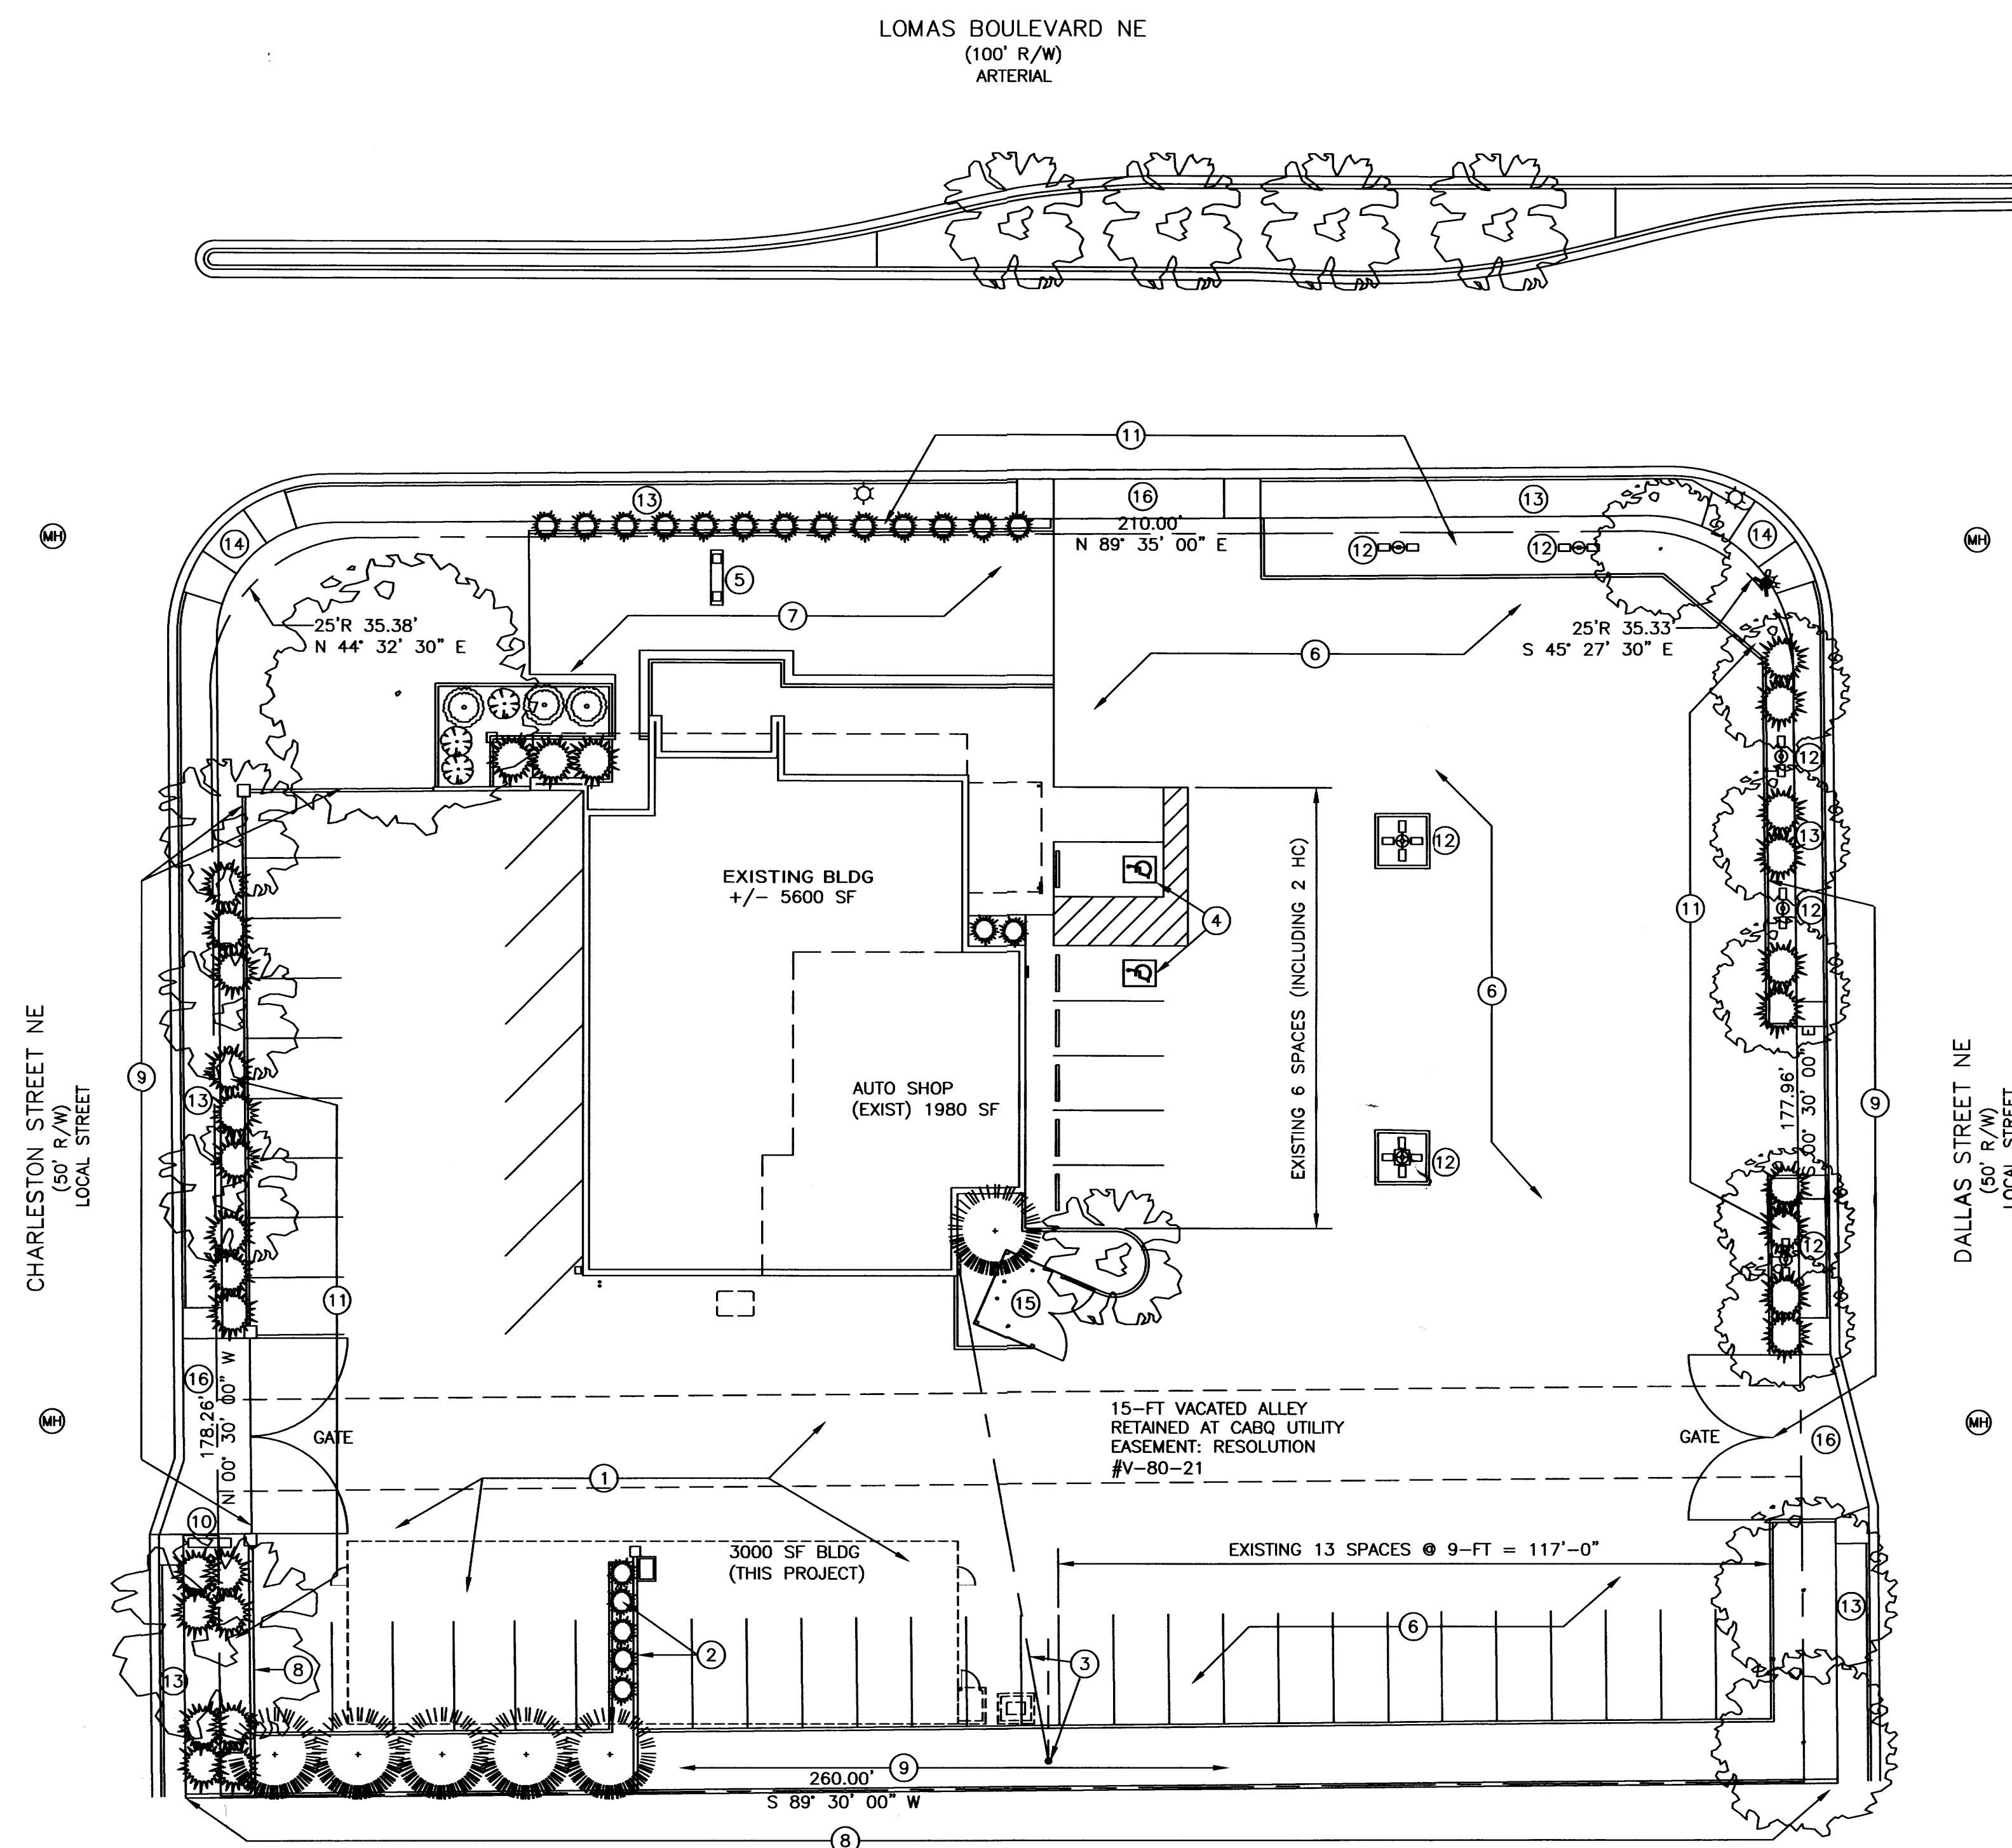 LOMAS BOULEVARD NE
(100' R/W)
ARTERIAL
11
13
16
13
210.00'
N 89° 35' 00" E
MH
14
12
12
14
MH
5
7
25'R 35.38'
N 44° 32' 30" E
25'R 35.33'
S 45° 27' 30" E
6
12
13
12
EXISTING BLDG
+/- 5600 SF
4
11
12
EXISTING 6 SPACES (INCLUDING 2 HC)
6
9
CHARLESTON STREET NE
(50' R/W)
LOCAL STREET
13
AUTO SHOP
(EXIST) 1980 SF
12
177.96'
S 00° 30' 00" E
9
DALLAS STREET NE
(50' R/W)
LOCAL STREET
12
11
15
16
178.26'
N 00° 30' 00" W
GATE
MH
15-FT VACATED ALLEY
RETAINED AT CABQ UTILITY
EASEMENT: RESOLUTION
#V-80-21
GATE
16
MH
1
10
3000 SF BLDG
(THIS PROJECT)
EXISTING 13 SPACES @ 9-FT = 117'-0"
13
6
2
3
8
13
9
260.00'
S 89° 30' 00" W
8